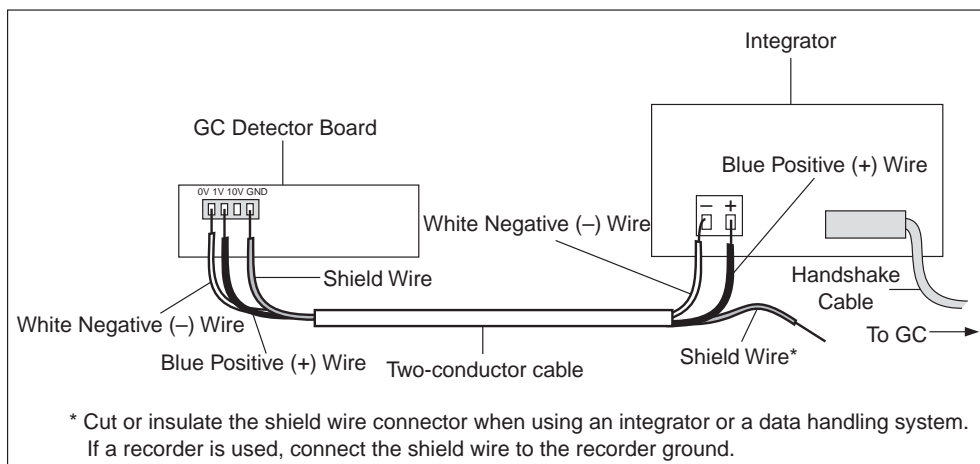 Integrator
GC Detector Board
Blue Positive (+) Wire
0V 1V 10V GND
– +
White Negative (–) Wire
Shield Wire
Handshake
Cable
White Negative (–) Wire
To GC
Blue Positive (+) Wire
Two-conductor cable
Shield Wire*
* Cut or insulate the shield wire connector when using an integrator or a data handling system.
If a recorder is used, connect the shield wire to the recorder ground.